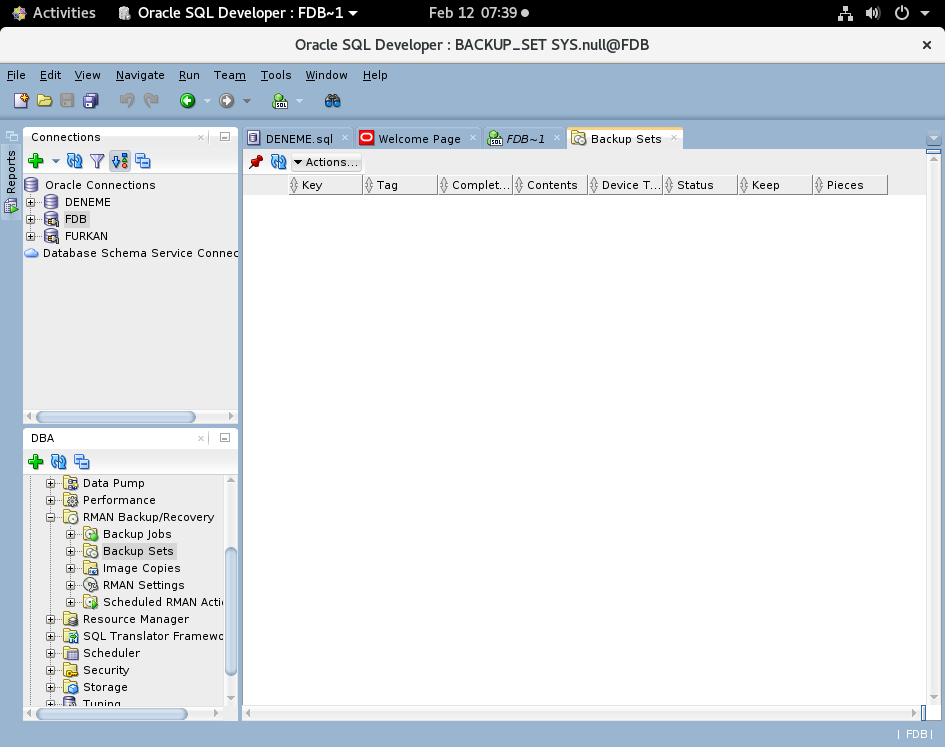 Activities
Oracle SQL Developer : FDB~1
Feb 12 07:39
Oracle SQL Developer : BACKUP_SET SYS.null@FDB
File Edit View Navigate Run Team Tools Window Help
Reports
Connections
Oracle Connections
DENEME
FDB
FURKAN
Database Schema Service Connec
DBA
Data Pump
Performance
RMAN Backup/Recovery
Backup Jobs
Backup Sets
Image Copies
RMAN Settings
Scheduled RMAN Acti
Resource Manager
SQL Translator Framewo
Scheduler
Security
Storage
Tuning
DENEME.sql
Welcome Page
FDB~1
Backup Sets
Actions...
Key Tag Complet... Contents Device T... Status Keep Pieces
FDB